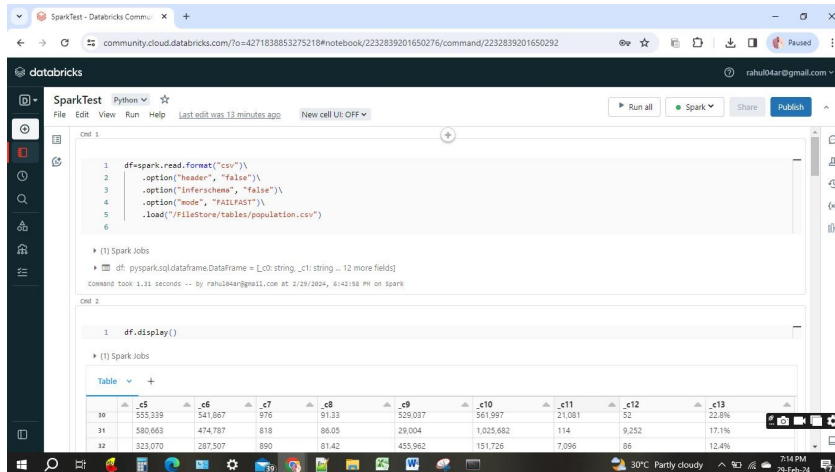 SparkTest - Databricks Commu
community.cloud.databricks.com/?o=4271838853275218#notebook/2232839201650276/command/2232839201650292
Paused
databricks
rahul04ar@gmail.com
D
SparkTest Python
File Edit View Run Help Last edit was 13 minutes ago New cell UI: OFF
Run all Spark Share Publish
Cmd 1
1 df=spark.read.format("csv")\
2 .option("header", "false")\
3 .option("inferschema", "false")\
4 .option("mode", "FAILFAST")\
5 .load("/FileStore/tables/population.csv")
6
(1) Spark Jobs
df: pyspark.sql.dataframe.DataFrame = [_c0: string, _c1: string ... 12 more fields]
Command took 1.31 seconds -- by rahul04ar@gmail.com at 2/29/2024, 6:42:58 PM on Spark
Cmd 2
1 df.display()
(1) Spark Jobs
Table +
_c5 _c6 _c7 _c8 _c9 _c10 _c11 _c12 _c13
30 555,339 541,867 976 91.33 529,037 561,997 21,081 52 22.8%
31 580,663 474,787 818 86.05 29,004 1,025,682 114 9,252 17.1%
32 323,070 287,507 890 81.42 455,962 151,726 7,096 86 12.4%
39
30°C Partly cloudy
7:14 PM
29-Feb-24